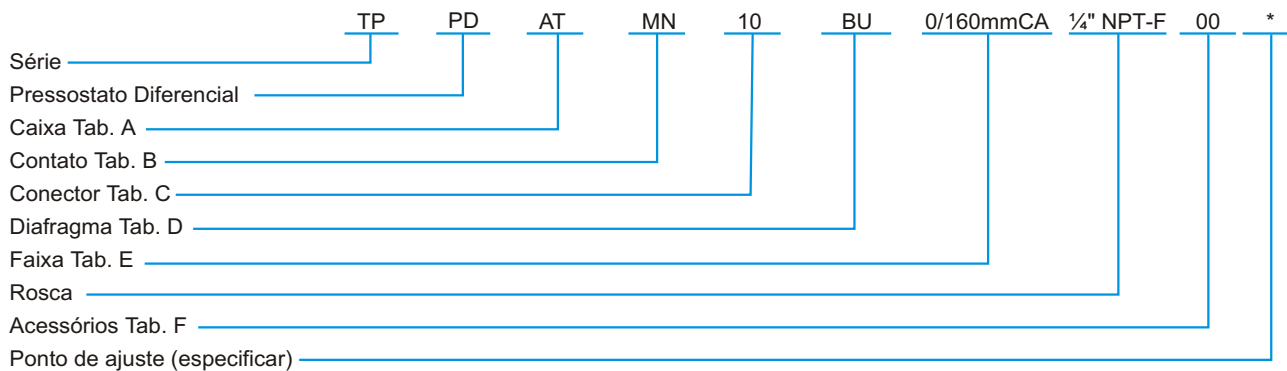 TP PD AT MN 10 BU 0/160mmCA ¼" NPT-F 00 *
Série
Pressostato Diferencial
Caixa Tab. A
Contato Tab. B
Conector Tab. C
Diafragma Tab. D
Faixa Tab. E
Rosca
Acessórios Tab. F
Ponto de ajuste (especificar)